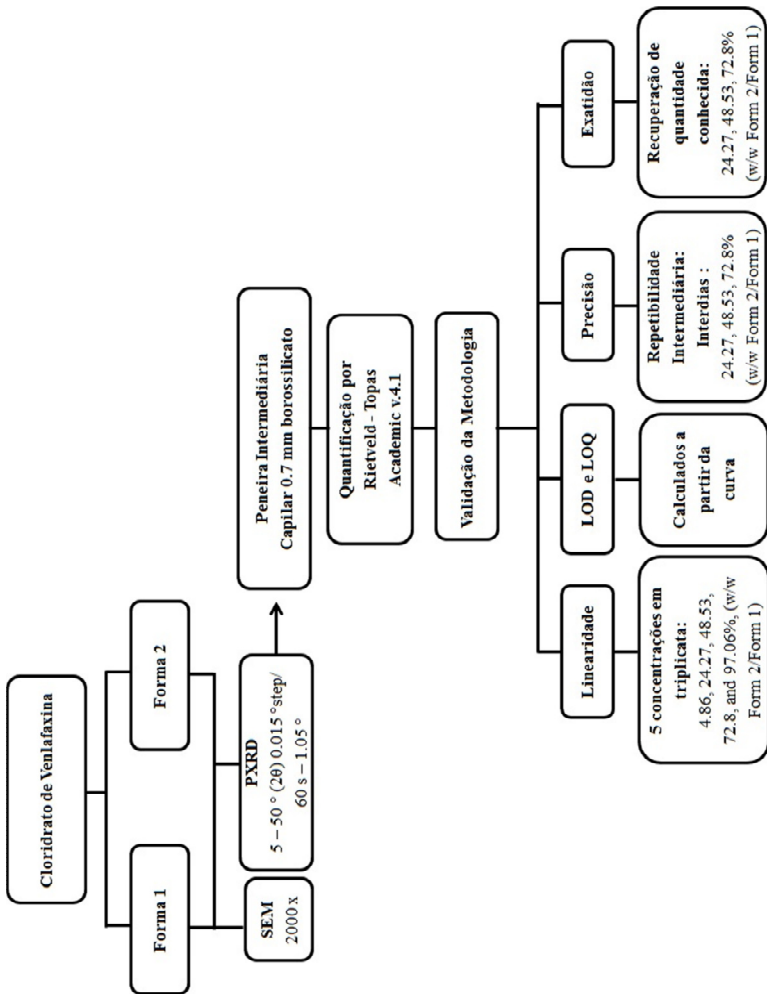 Cloridrato de Venlafaxina
Forma 1
Forma 2
SEM
2000 x
PXRD
5 – 50 ° (2θ) 0.015 °step/
60 s – 1.05 °
Peneira Intermediária
Capilar 0.7 mm borossilicato
Quantificação por
Rietveld - Topas
Academic v.4.1
Validação da Metodologia
Linearidade
LOD e LOQ
Precisão
Exatidão
5 concentrações em
triplicata:
4.86, 24.27, 48.53,
72.8, and 97.06%, (w/w
Form 2/Form 1)
Calculados a
partir da
curva
Repetibilidade
Intermediária:
Interdias :
24.27, 48.53, 72.8%
(w/w Form 2/Form 1)
Recuperação de
quantidade
conhecida:
24.27, 48.53, 72.8%
(w/w Form 2/Form 1)